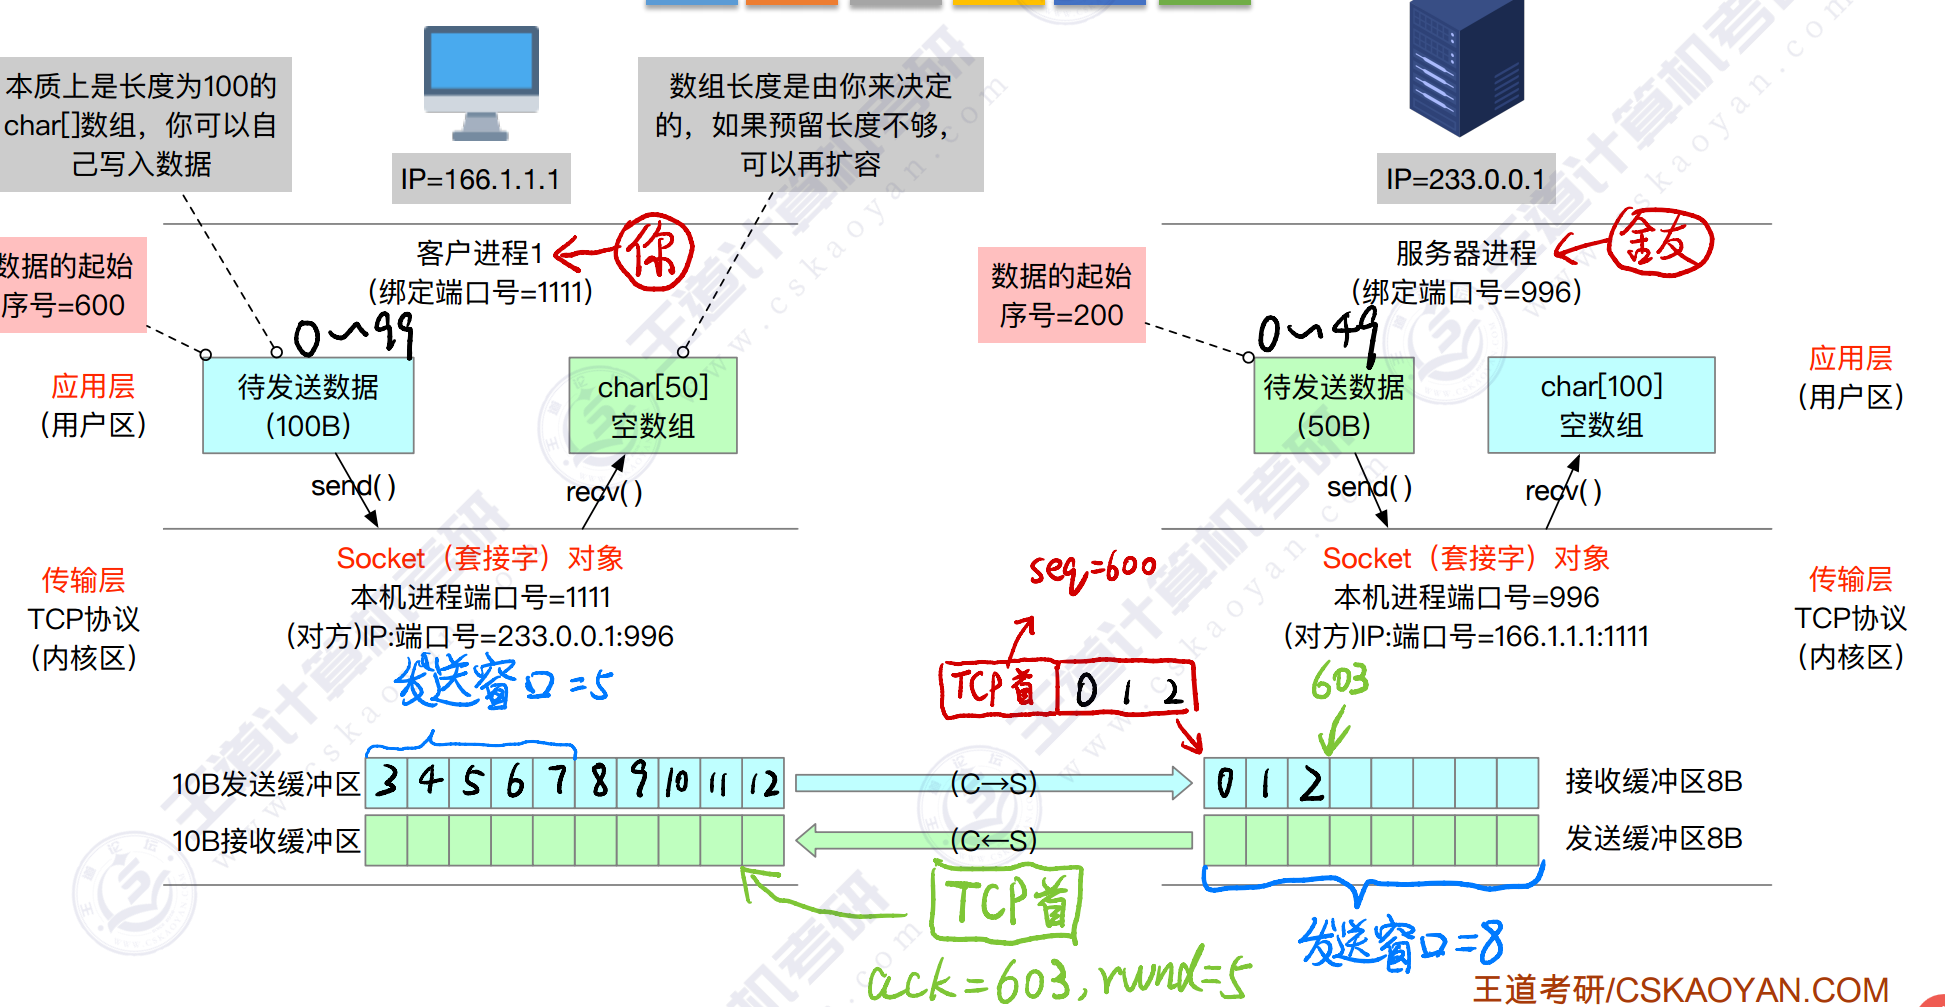 本质上是长度为100的
char[]数组，你可以自
己写入数据
IP=166.1.1.1
数组长度是由你来决定
的，如果预留长度不够，
可以再扩容
IP=233.0.0.1
数据的起始
序号=600
客户进程1
(绑定端口号=1111)
你
数据的起始
序号=200
服务器进程
(绑定端口号=996)
舍友
0～99
0～49
应用层
(用户区)
待发送数据
(100B)
char[50]
空数组
待发送数据
(50B)
char[100]
空数组
应用层
(用户区)
send( )
recv( )
send( )
recv( )
传输层
TCP协议
(内核区)
Socket（套接字）对象
本机进程端口号=1111
(对方)IP:端口号=233.0.0.1:996
发送窗口=5
seq=600
TCP首 0 1 2
Socket（套接字）对象
本机进程端口号=996
(对方)IP:端口号=166.1.1.1:1111
603
传输层
TCP协议
(内核区)
10B发送缓冲区 3 4 5 6 7 8 9 10 11 12
(C→S)
0 1 2
接收缓冲区8B
10B接收缓冲区
(C←S)
发送缓冲区8B
TCP首
ack=603, rwnd=5
发送窗口=8
王道考研/CSKAOYAN.COM
王道计算机考研
www.cskaoyan.com